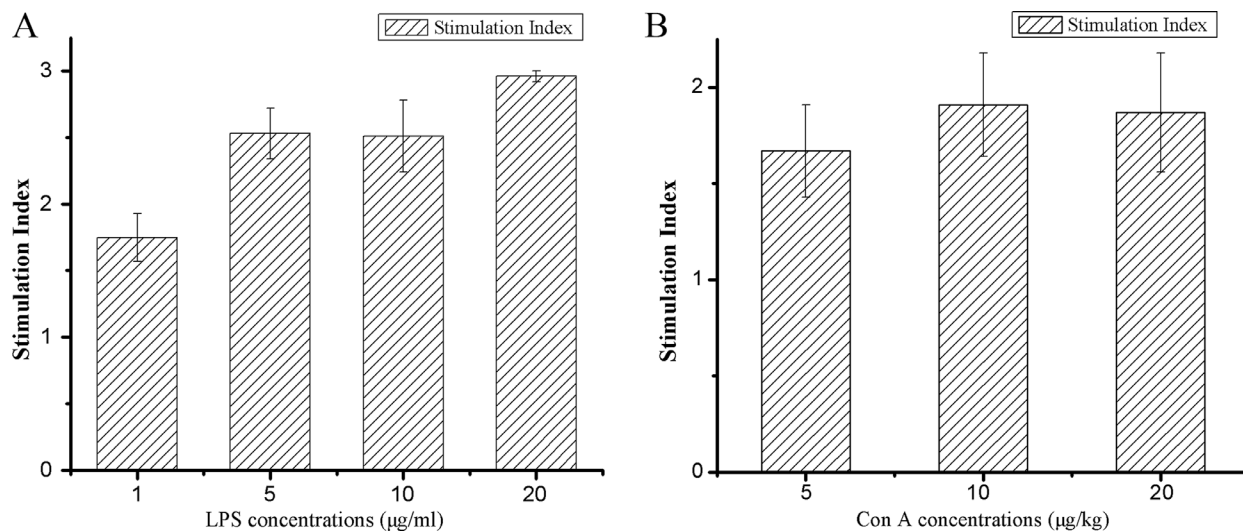 A
Stimulation Index
Stimulation Index
3
2
1
0
1 5 10 20
LPS concentrations (µg/ml)
B
Stimulation Index
Stimulation Index
2
1
0
5 10 20
Con A concentrations (µg/kg)